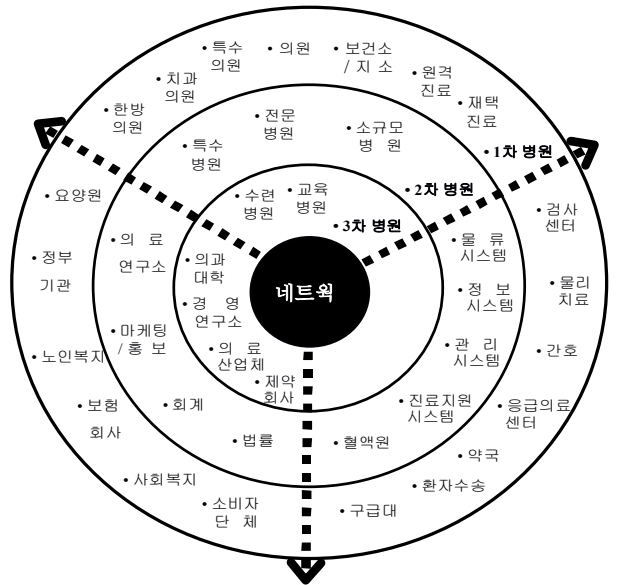 • 특수
의원
• 의원
• 보건소
/ 지 소
• 원격
진료
• 재택
진료
• 1차 병원
• 치과
의원
• 한방
의원
• 특수
병원
• 전문
병원
• 소규모
병 원
• 2차 병원
• 수련
병원
• 교육
병원
• 3차 병원
네트웍
• 요양원
• 정부
기관
• 노인복지
• 보험
회사
• 사회복지
• 소비자
단 체
• 의 료
연구소
• 마케팅
/ 홍 보
• 회계
• 법률
• 의과
대학
• 경 영
연구소
• 의 료
산업체
• 제약
회사
• 물 류
시스템
• 정 보
시스템
• 관 리
시스템
• 진료지원
시스템
• 혈액원
• 검사
센터
• 물리
치료
• 간호
• 응급의료
센터
• 약국
• 환자수송
• 구급대